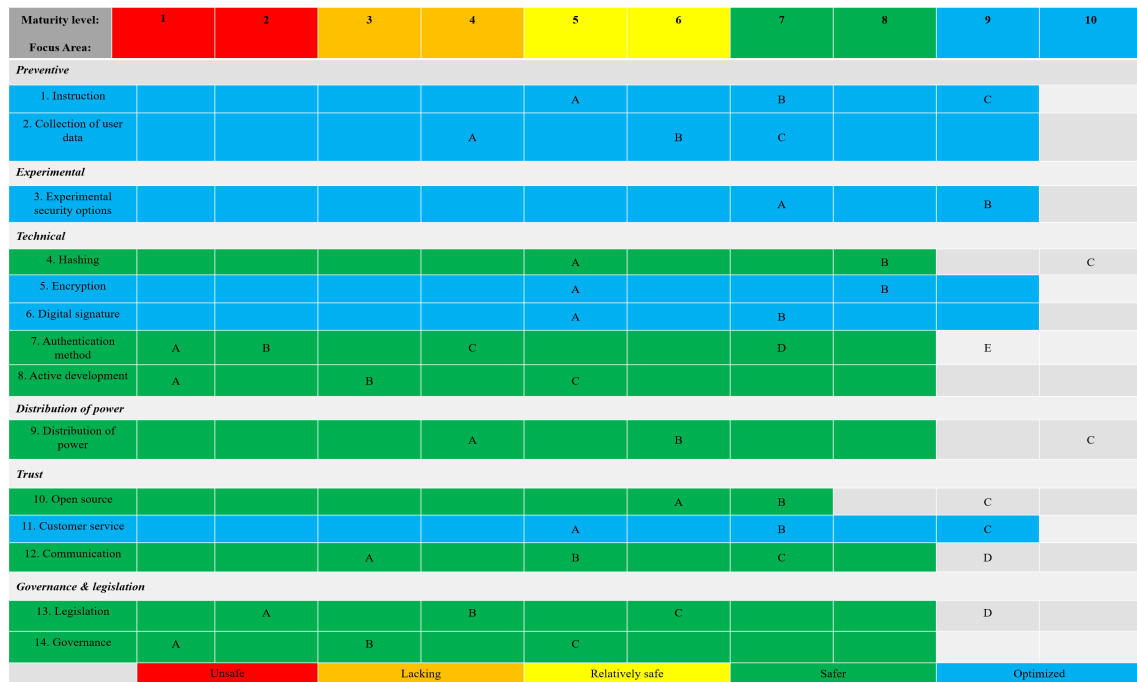 Maturity level: 1 2 3 4 5 6 7 8 9 10
Focus Area:
Preventive
1. Instruction A B C
2. Collection of user
data A B C
Experimental
3. Experimental
security options A B
Technical
4. Hashing A B C
5. Encryption A B
6. Digital signature A B
7. Authentication
method A B C D E
8. Active development A B C
Distribution of power
9. Distribution of
power A B C
Trust
10. Open source A B C
11. Customer service A B C
12. Communication A B C D
Governance & legislation
13. Legislation A B C D
14. Governance A B C
Unsafe Lacking Relatively safe Safer Optimized